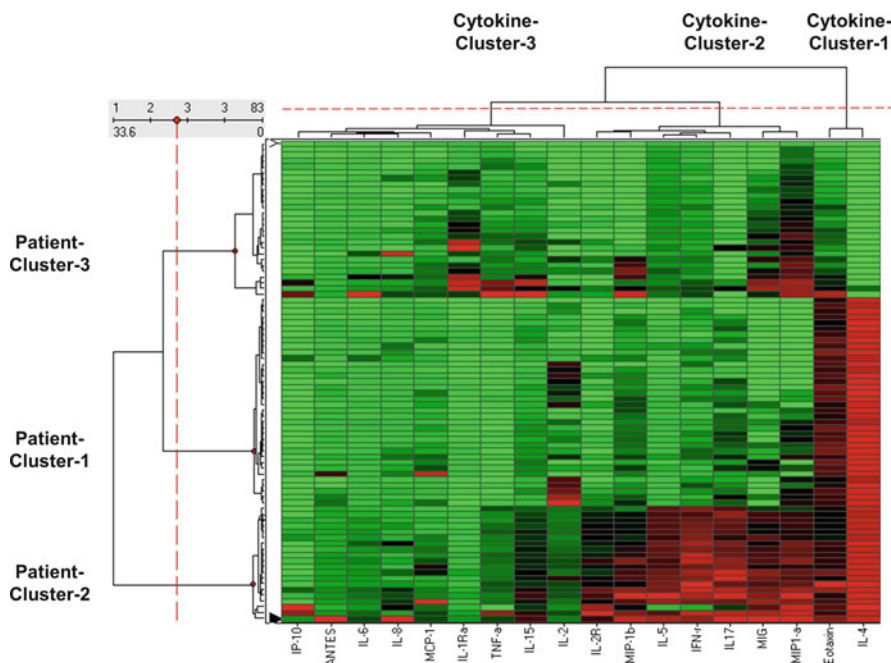 Cytokine-
Cluster-3
Cytokine-
Cluster-2
Cytokine-
Cluster-1
1 2 3 3 83
33.6 0
Patient-
Cluster-3
Patient-
Cluster-1
Patient-
Cluster-2
IP-10
ANTES
IL-6
IL-8
MCP-1
IL-1Ra
TNF-a
IL-15
IL-2
IL-2R
MIP-1b
IL-5
IFN-r
IL17
MIG
MIP1-a
Eotaxin
IL-4